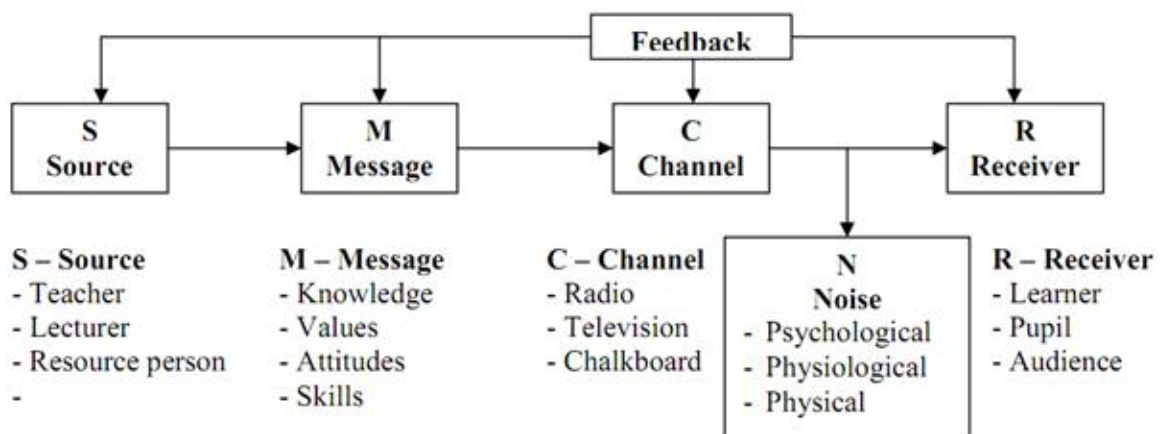 Feedback
S
Source
M
Message
C
Channel
R
Receiver
S – Source
- Teacher
- Lecturer
- Resource person
-
M – Message
- Knowledge
- Values
- Attitudes
- Skills
C – Channel
- Radio
- Television
- Chalkboard
N
Noise
- Psychological
- Physiological
- Physical
R – Receiver
- Learner
- Pupil
- Audience